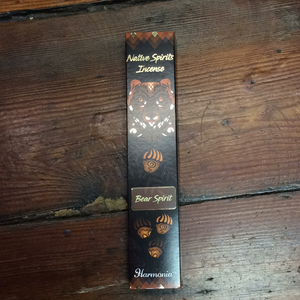 Native Spirits
Incense
Bear Spirit
Harmonia